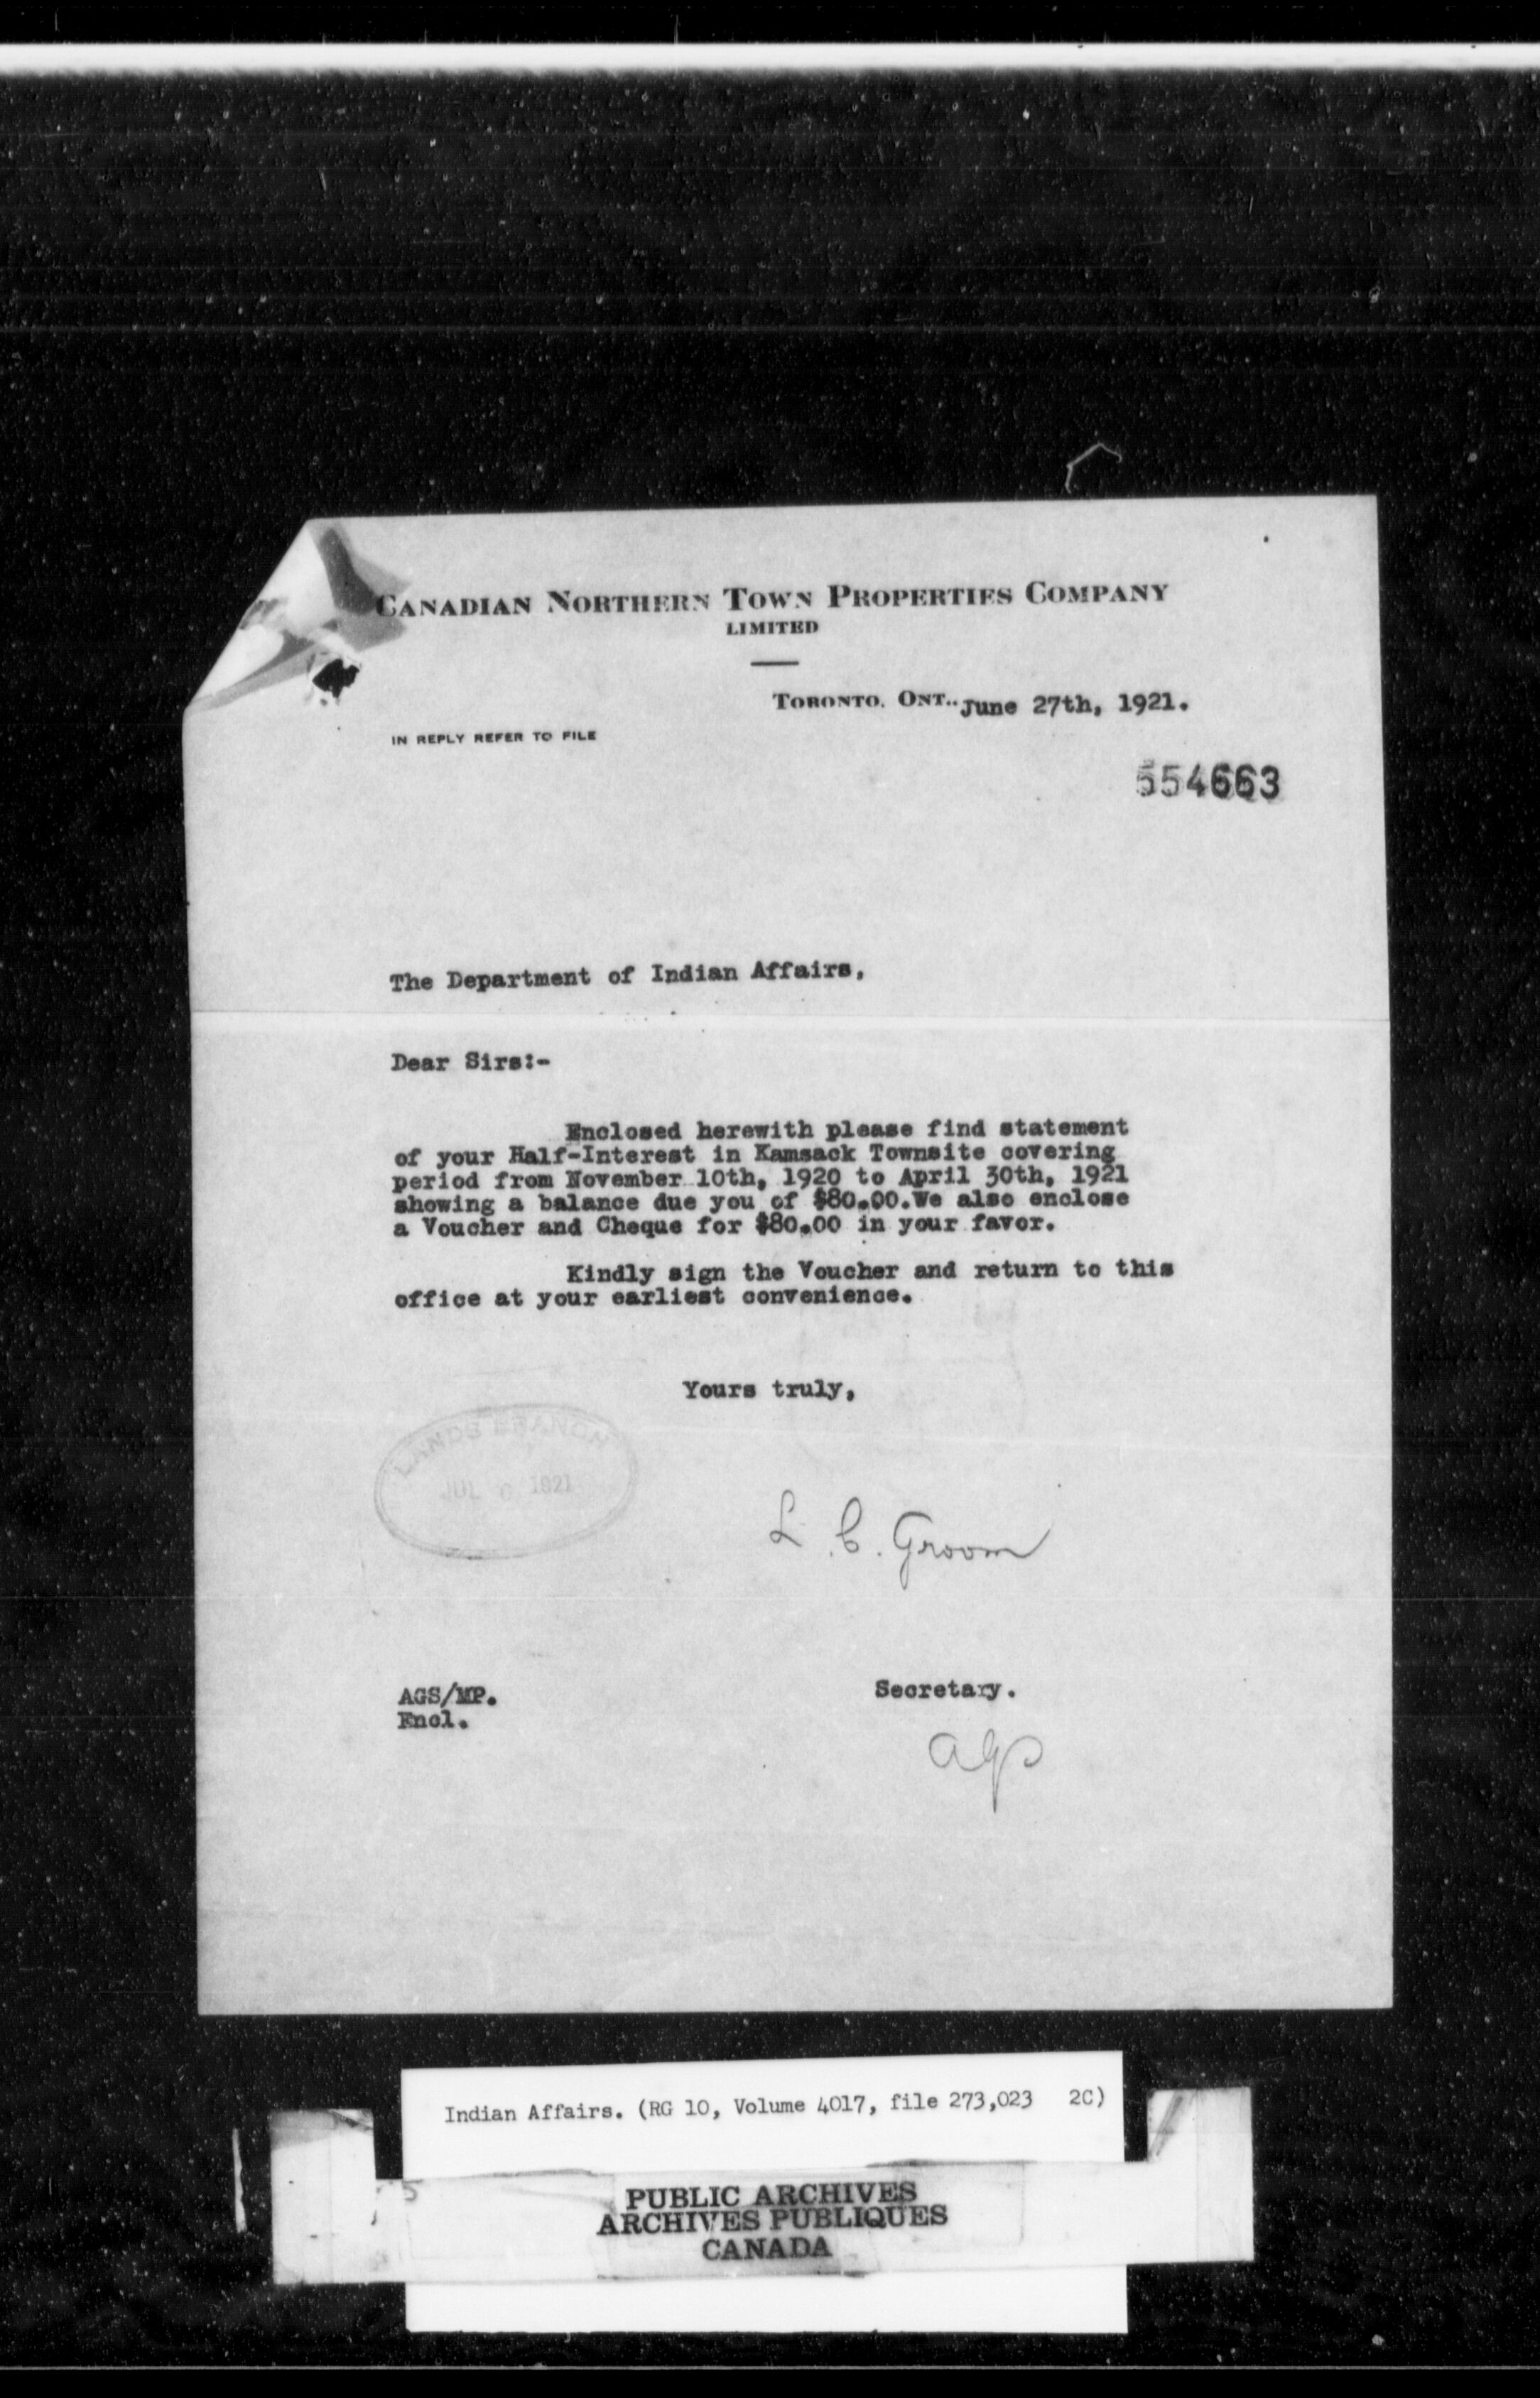 CANADIAN NORTHERN TOWN PROPERTIES COMPANY
LIMITED
TORONTO, ONT., June 27th, 1921.
IN REPLY REFER TO FILE
554663
The Department of Indian Affairs,
Dear Sirs:-
Enclosed herewith please find statement
of your Half-Interest in Kamsack Townsite covering
period from November 10th, 1920 to April 30th, 1921
showing a balance due you of $80.00.We also enclose
a Voucher and Cheque for $80.00 in your favor.
Kindly sign the Voucher and return to this
office at your earliest convenience.
Yours truly,
LANDS BRANCH
JUL 1921
L. C. Groom
AGS/MP.
Secretary.
Encl.
ags
Indian Affairs. (RG 10, Volume 4017, file 273,023 2C)
PUBLIC ARCHIVES
ARCHIVES PUBLIQUES
CANADA